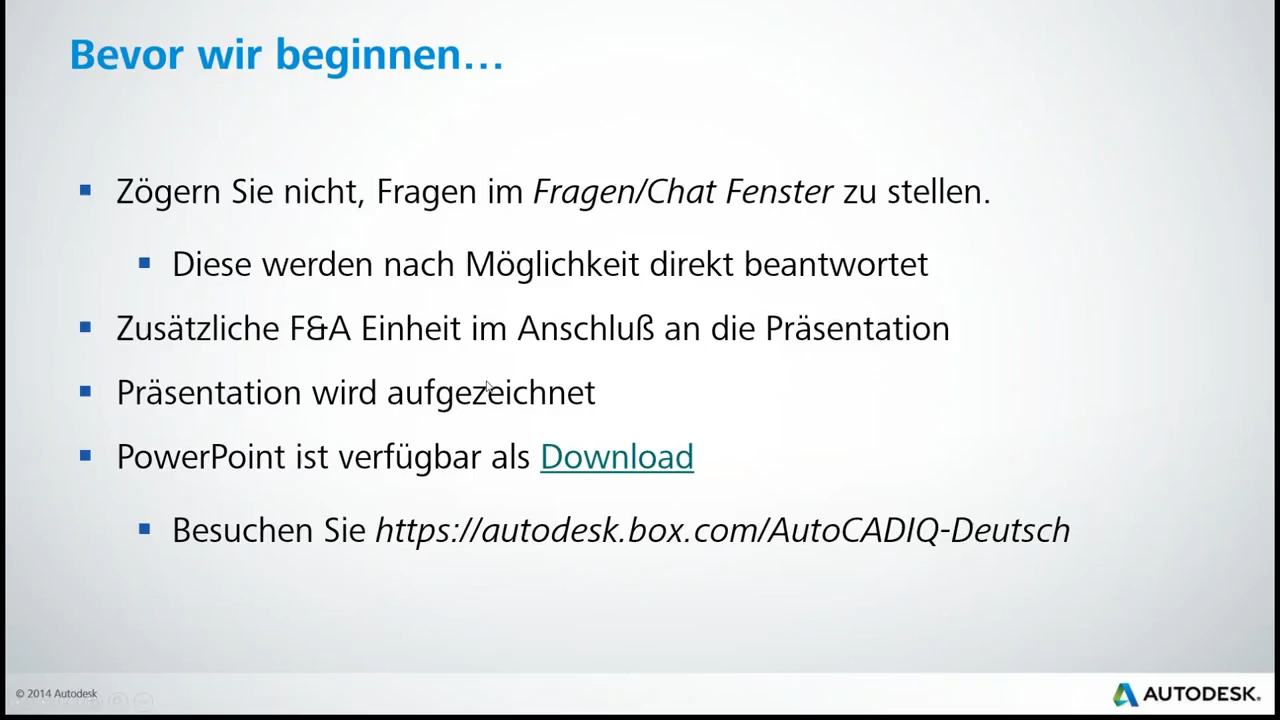 Bevor wir beginnen…
Zögern Sie nicht, Fragen im Fragen/Chat Fenster zu stellen.
Diese werden nach Möglichkeit direkt beantwortet
Zusätzliche F&A Einheit im Anschluß an die Präsentation
Präsentation wird aufgezeichnet
PowerPoint ist verfügbar als Download
Besuchen Sie https://autodesk.box.com/AutoCADIQ-Deutsch
© 2014 Autodesk
AUTODESK.